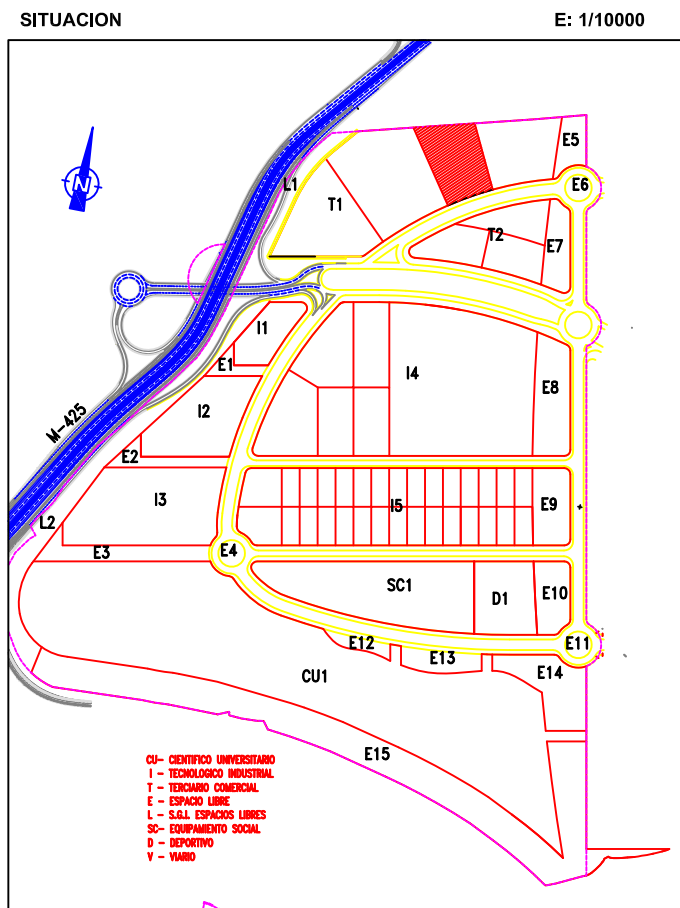 SITUACION
E: 1/10000
E5
N
L1
E6
T1
T2
E7
I1
E1
I4
E8
M-425
I2
E2
I3
I5
E9
L2
E3
E4
SC1
D1
E10
E12
E13
E11
E14
CU1
E15
CU- CIENTIFICO UNIVERSITARIO
I - TECNOLOGICO INDUSTRIAL
T - TERCIARIO COMERCIAL
E - ESPACIO LIBRE
L - S.G.L. ESPACIOS LIBRES
SC- EQUIPAMIENTO SOCIAL
D - DEPORTIVO
V - VIARIO